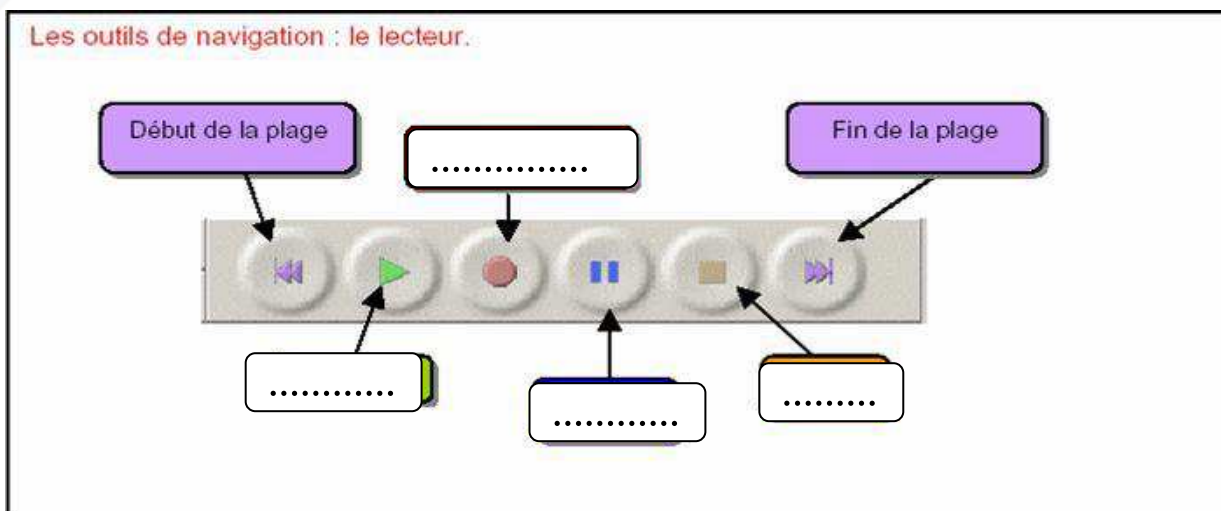 Les outils de navigation : le lecteur.
Début de la plage
Fin de la plage
...............
............
............
.........